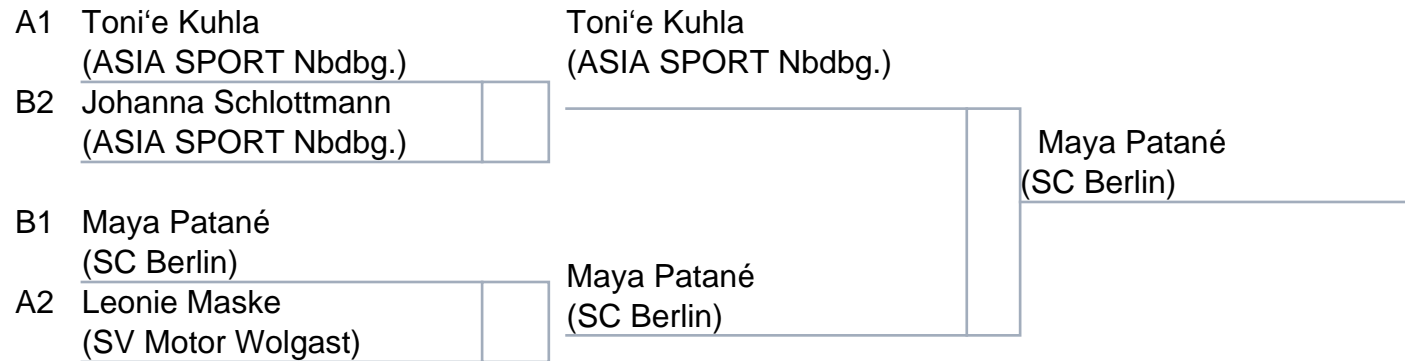 A1 Toni‘e Kuhla
(ASIA SPORT Nbdbg.)
B2 Johanna Schlottmann
(ASIA SPORT Nbdbg.)
B1 Maya Patané
(SC Berlin)
A2 Leonie Maske
(SV Motor Wolgast)
Toni‘e Kuhla
(ASIA SPORT Nbdbg.)
Maya Patané
(SC Berlin)
Maya Patané
(SC Berlin)